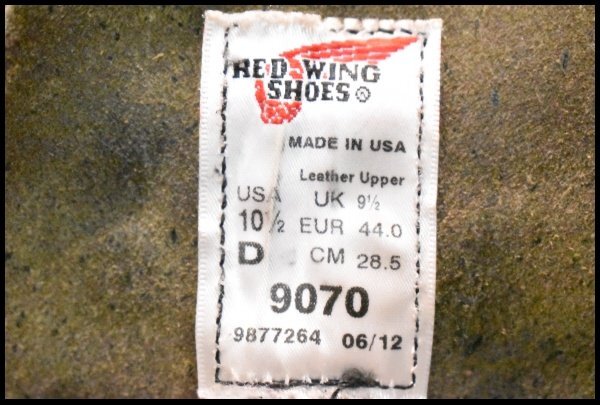 RED WING
SHOES®
MADE IN USA
Leather Upper
USA UK 9½
10½ EUR 44.0
D CM 28.5
9070
9877264 06/12